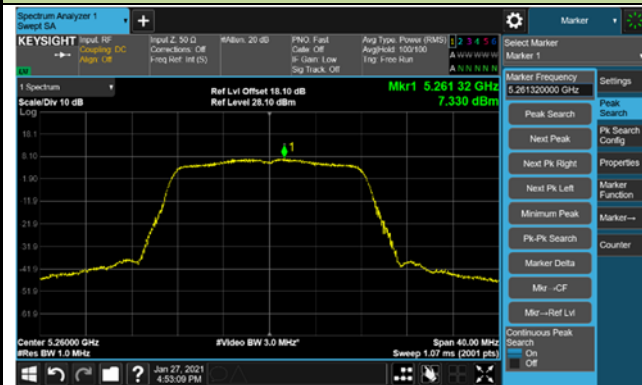 Spectrum Analyzer 1
Swept SA
+
Marker
KEYSIGHT
Input: RF
Coupling: DC
Align: Off
Input Z: 50 Ω
Corrections: Off
Freq Ref: Int (S)
#Atten: 20 dB
PNO: Fast
Gate: Off
IF Gain: Low
Sig Track: Off
Avg Type: Power (RMS)
Avg|Hold: 100/100
Trig: Free Run
1 2 3 4 5 6
A W W W W W
A N N N N N
Select Marker
Marker 1
1 Spectrum
Scale/Div 10 dB
Log
Ref Lvl Offset 18.10 dB
Ref Level 28.10 dBm
Mkr1 5.261 32 GHz
7.330 dBm
Marker Frequency
5.261320000 GHz
Settings
Peak Search
Peak
Search
Next Peak
Pk Search
Config
Next Pk Right
Properties
Next Pk Left
Marker
Function
Minimum Peak
Marker→
Pk-Pk Search
Counter
Marker Delta
Mkr→CF
Mkr→Ref Lvl
Continuous Peak
Search
On
Off
18.1
8.10
1
-1.90
-11.9
-21.9
-31.9
-41.9
-51.9
-61.9
Center 5.26000 GHz
#Res BW 1.0 MHz
#Video BW 3.0 MHz*
Span 40.00 MHz
Sweep 1.07 ms (2001 pts)
?
Jan 27, 2021
4:53:09 PM